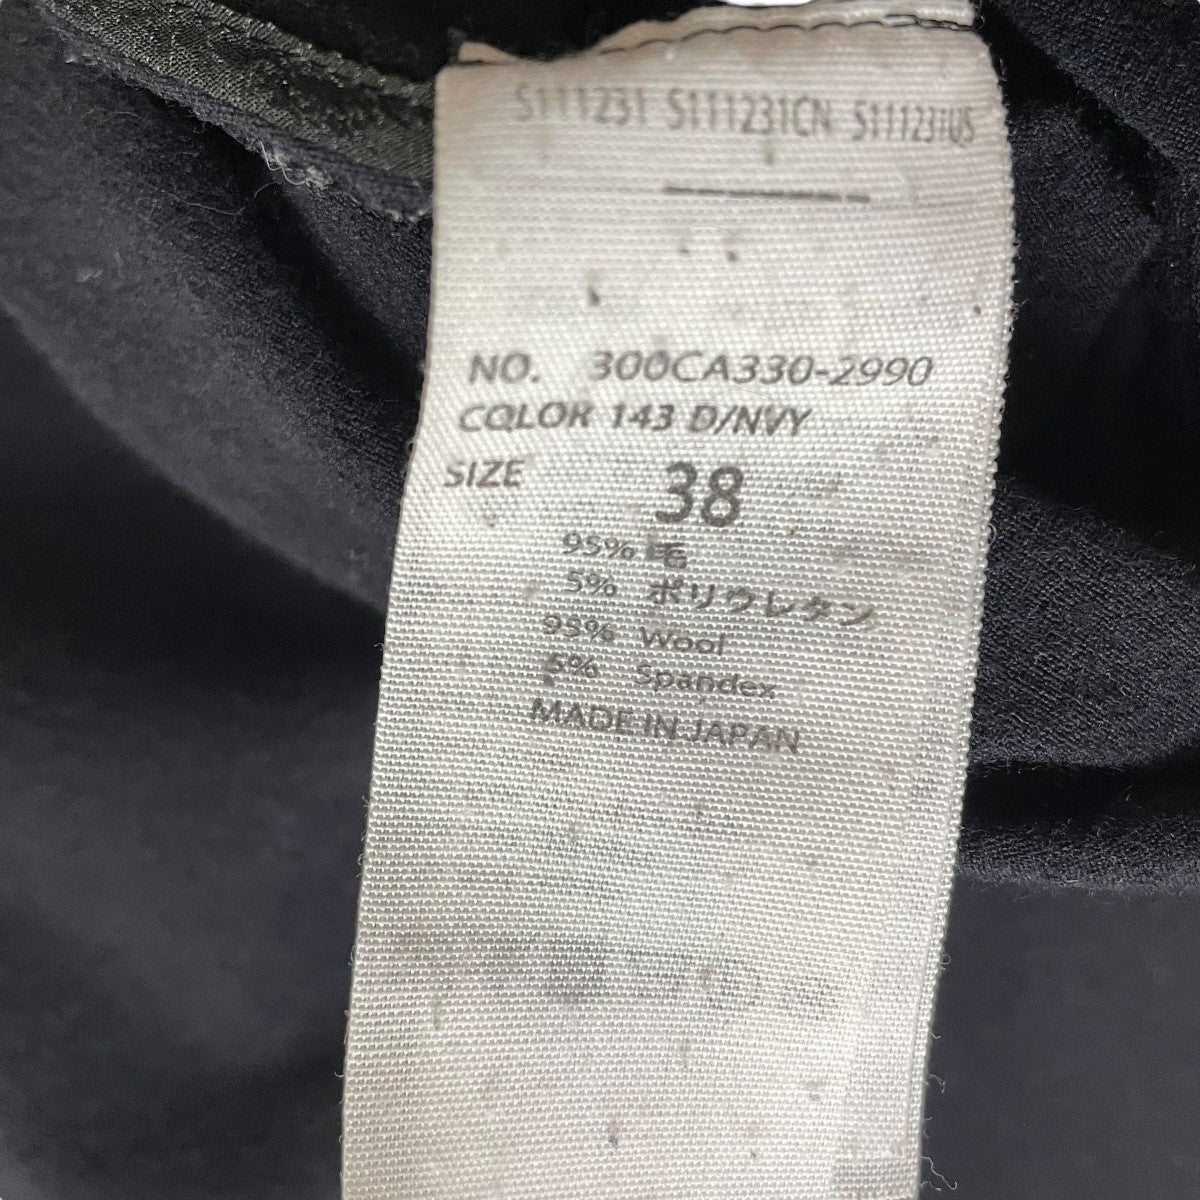 S111231 S111231CN S111231US
NO. 300CA330-2990
COLOR 143 D/NVY
SIZE 38
95% 毛
5% ポリウレタン
95% Wool
5% Spandex
MADE IN JAPAN